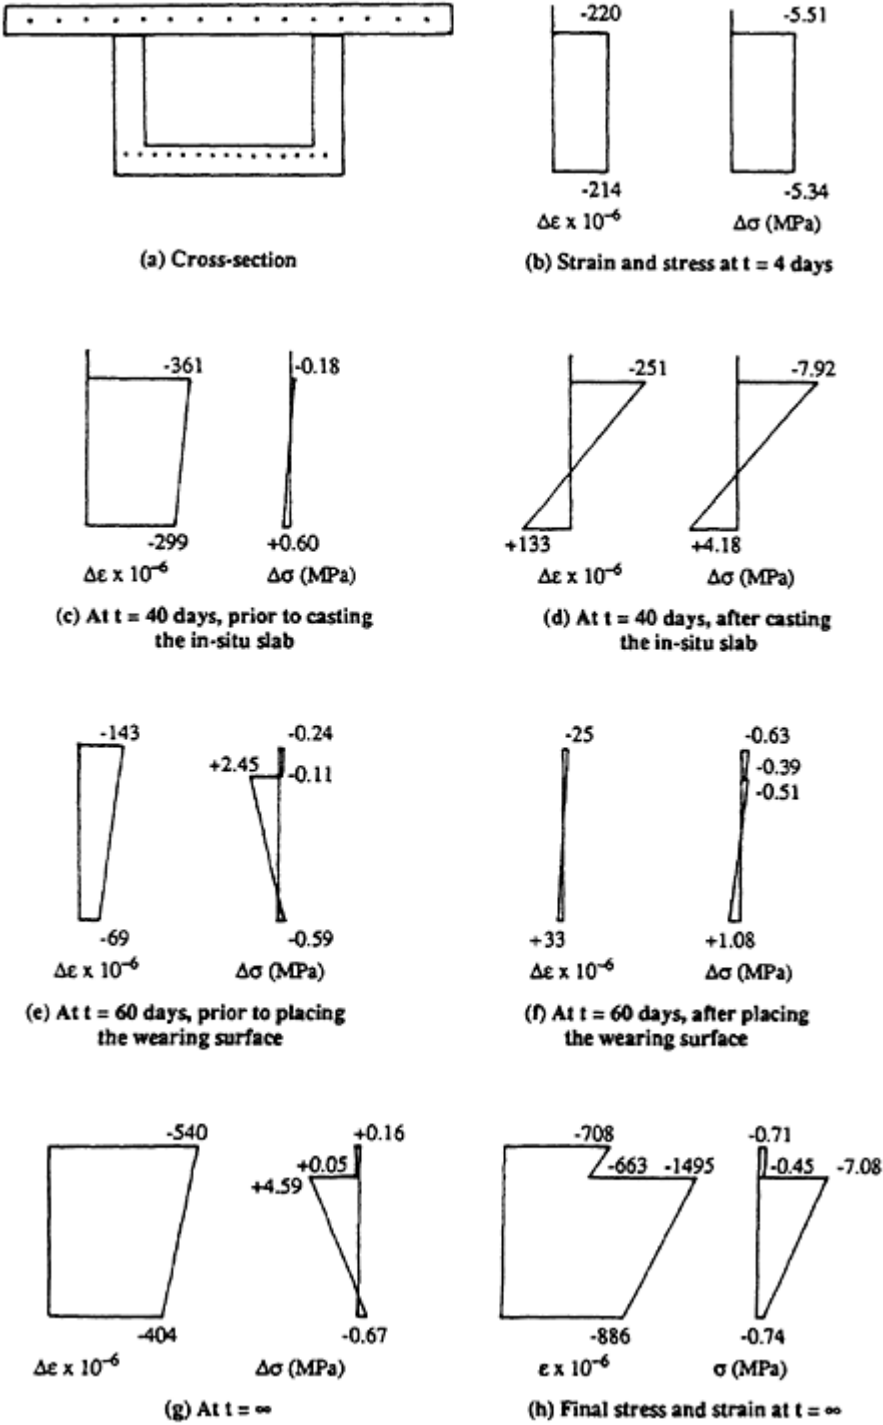 -220
-5.51
-214
-5.34
Δε x 10⁻⁶
Δσ (MPa)
(a) Cross-section
(b) Strain and stress at t = 4 days
-361
-0.18
-299
+0.60
Δε x 10⁻⁶
Δσ (MPa)
(c) At t = 40 days, prior to casting
the in-situ slab
-251
-7.92
+133
+4.18
Δε x 10⁻⁶
Δσ (MPa)
(d) At t = 40 days, after casting
the in-situ slab
-143
-0.24
+2.45
-0.11
-69
-0.59
Δε x 10⁻⁶
Δσ (MPa)
(e) At t = 60 days, prior to placing
the wearing surface
-25
-0.63
-0.39
-0.51
+33
+1.08
Δε x 10⁻⁶
Δσ (MPa)
(f) At t = 60 days, after placing
the wearing surface
-540
+0.16
+0.05
+4.59
-404
-0.67
Δε x 10⁻⁶
Δσ (MPa)
(g) At t = ∞
-708
-0.71
-663
-1495
-0.45
-7.08
-886
-0.74
ε x 10⁻⁶
σ (MPa)
(h) Final stress and strain at t = ∞